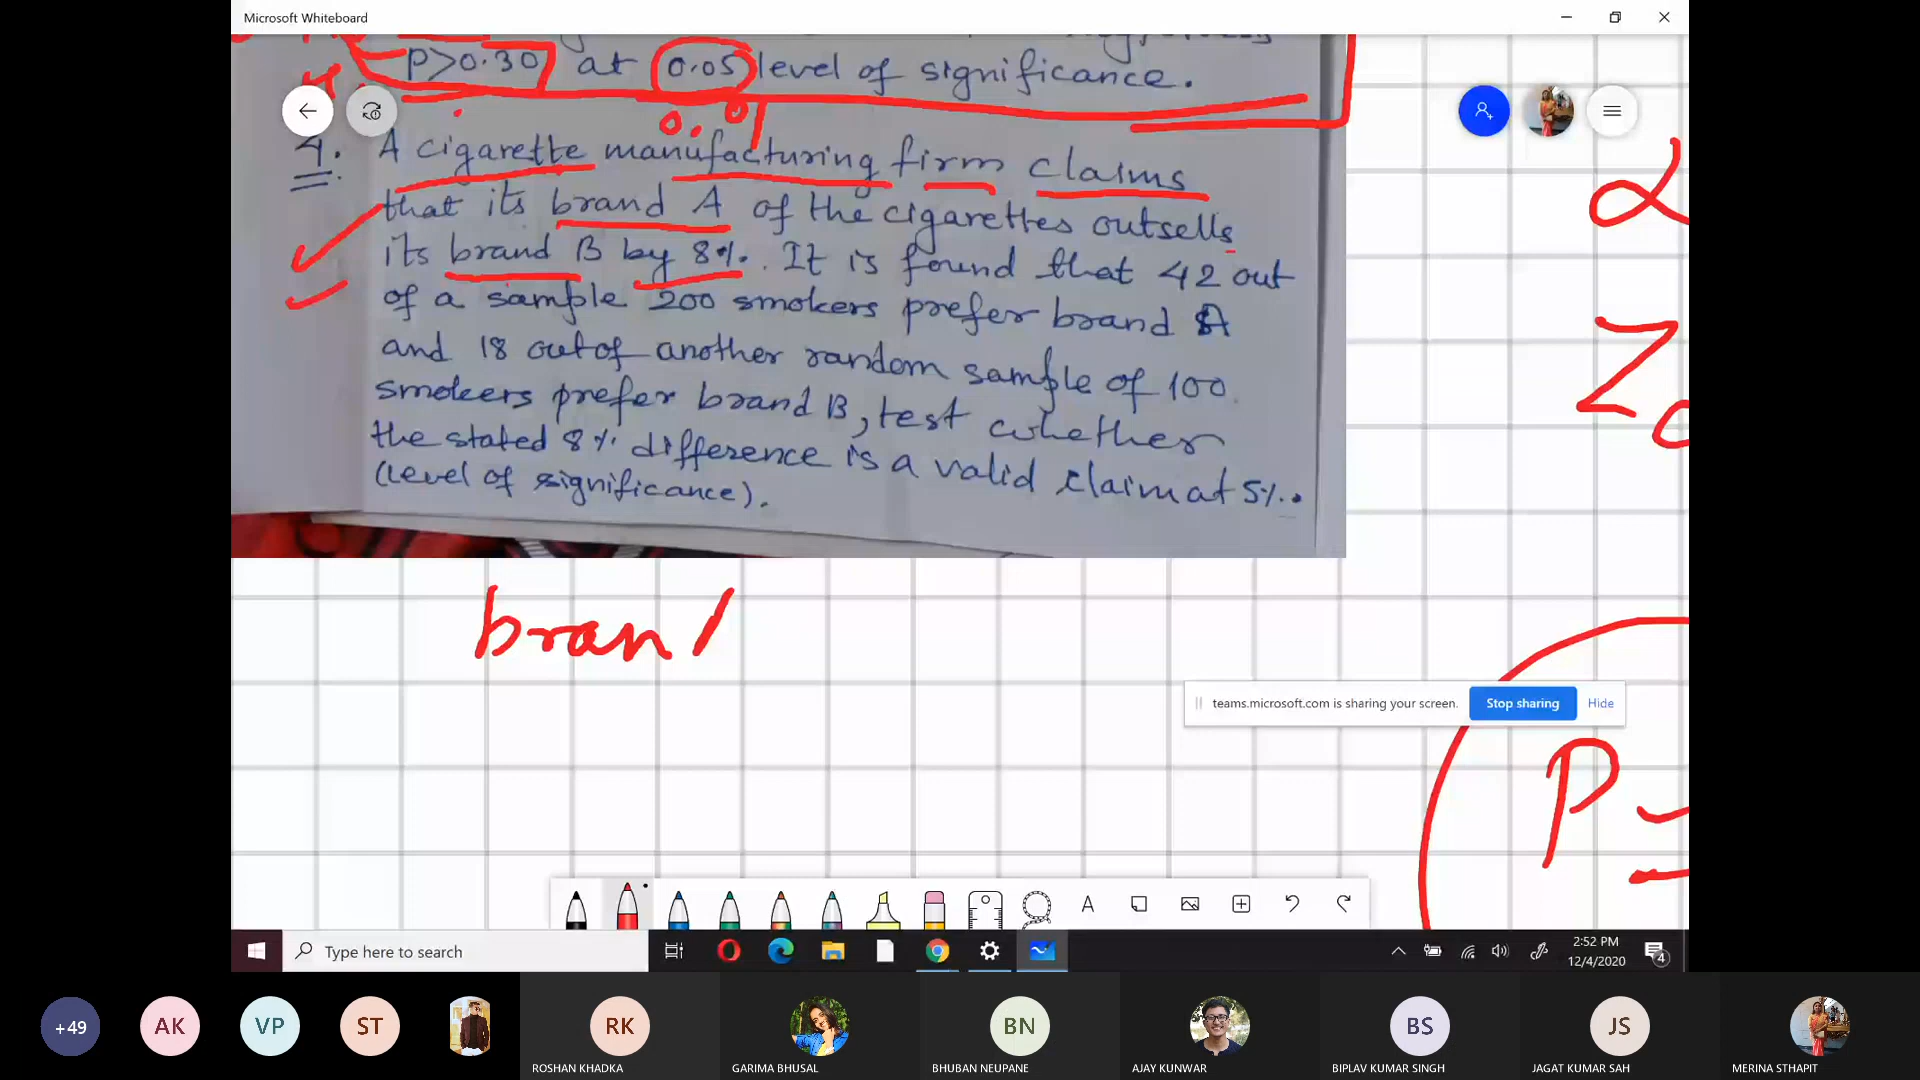 Microsoft Whiteboard
p>0.30 at 0.05 level of significance.
0.01
4. A cigarette manufacturing firm claims
that its brand A of the cigarettes outsells
its brand B by 8%. It is found that 42 out
of a sample 200 smokers prefer brand A
and 18 out of another random sample of 100
smokers prefer brand B, test whether
the stated 8% difference is a valid claim at 5%.
(level of significance).
α
Z
bran
teams.microsoft.com is sharing your screen. Stop sharing Hide
P
A
Type here to search
2:52 PM
12/4/2020
4
+49 AK VP ST RK BN BS JS
ROSHAN KHADKA GARIMA BHUSAL BHUBAN NEUPANE AJAY KUNWAR BIPLAV KUMAR SINGH JAGAT KUMAR SAH MERINA STHAPIT